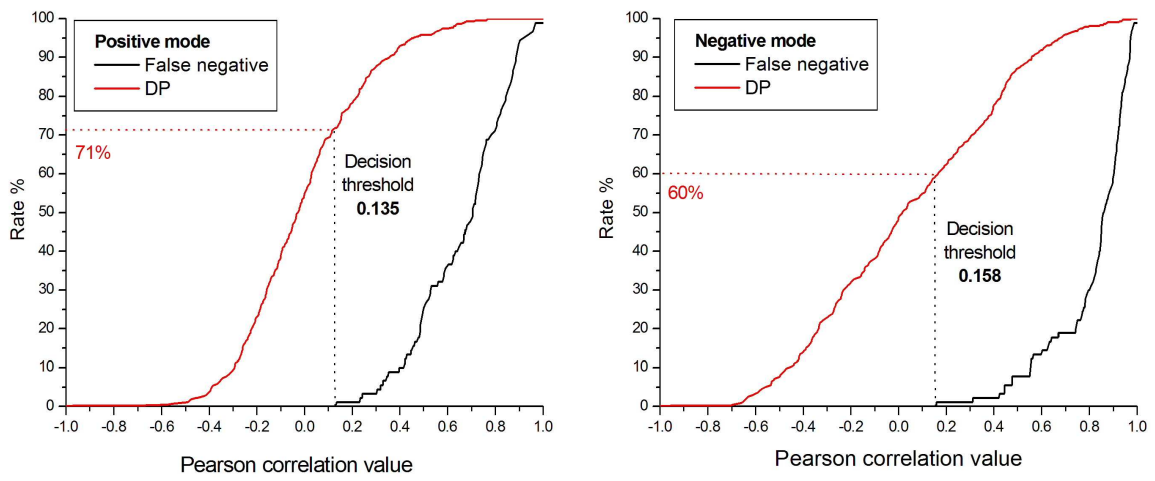 Positive mode
False negative
DP
100
90
80
70
60
50
40
30
20
10
0
Rate %
71%
Decision
threshold
0.135
-1.0 -0.8 -0.6 -0.4 -0.2 0.0 0.2 0.4 0.6 0.8 1.0
Pearson correlation value
Negative mode
False negative
DP
100
90
80
70
60
50
40
30
20
10
0
Rate %
60%
Decision
threshold
0.158
-1.0 -0.8 -0.6 -0.4 -0.2 0.0 0.2 0.4 0.6 0.8 1.0
Pearson correlation value